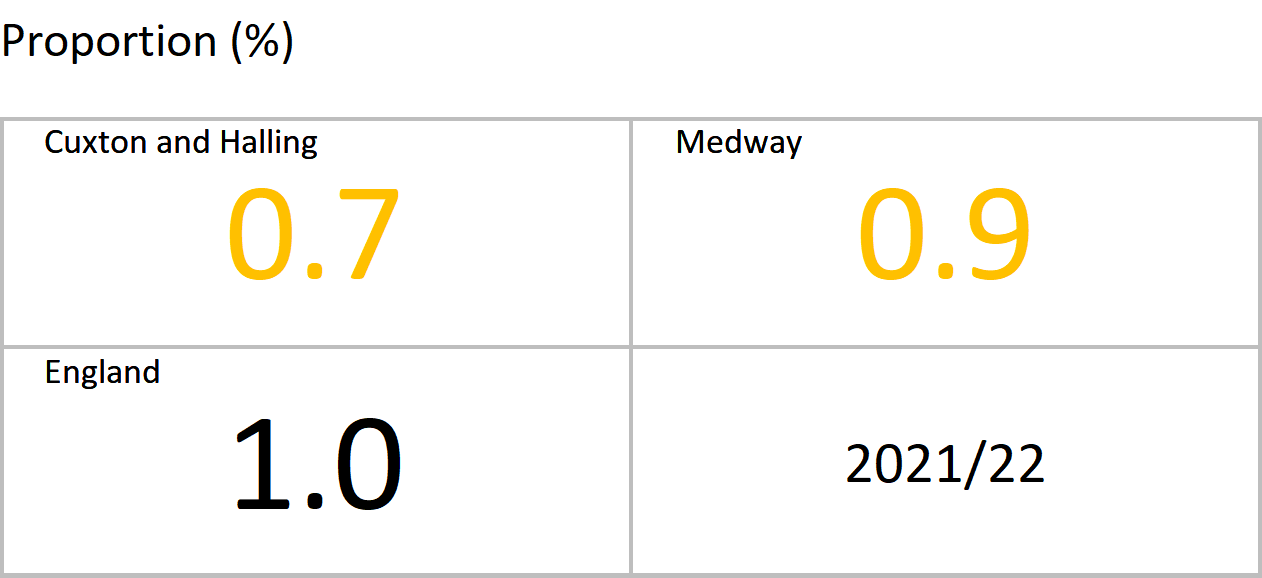 Proportion (%)
Cuxton and Halling
0.7
Medway
0.9
England
1.0
2021/22